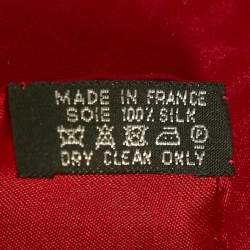 MADE IN FRANCE
SOIE 100% SILK
P
DRY CLEAN ONLY